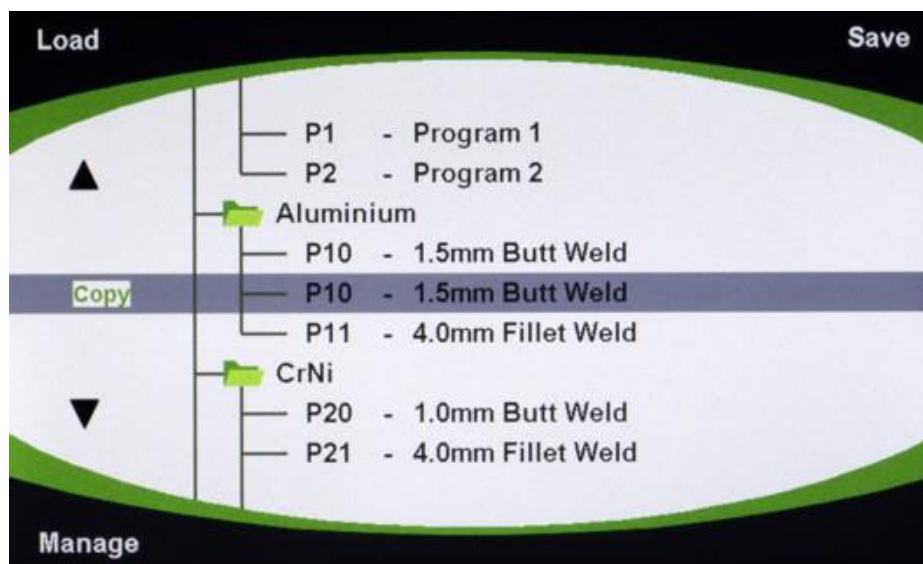 Load
Save
P1 - Program 1
P2 - Program 2
Aluminium
P10 - 1.5mm Butt Weld
Copy P10 - 1.5mm Butt Weld
P11 - 4.0mm Fillet Weld
CrNi
P20 - 1.0mm Butt Weld
P21 - 4.0mm Fillet Weld
Manage